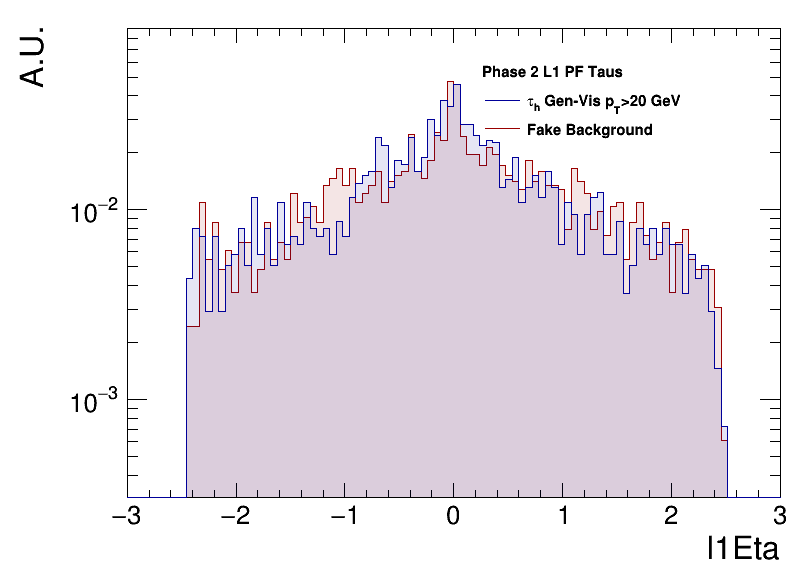 A.U.
Phase 2 L1 PF Taus
τh Gen-Vis pT>20 GeV
Fake Background
10−2
10−3
−3 −2 −1 0 1 2 3
l1Eta